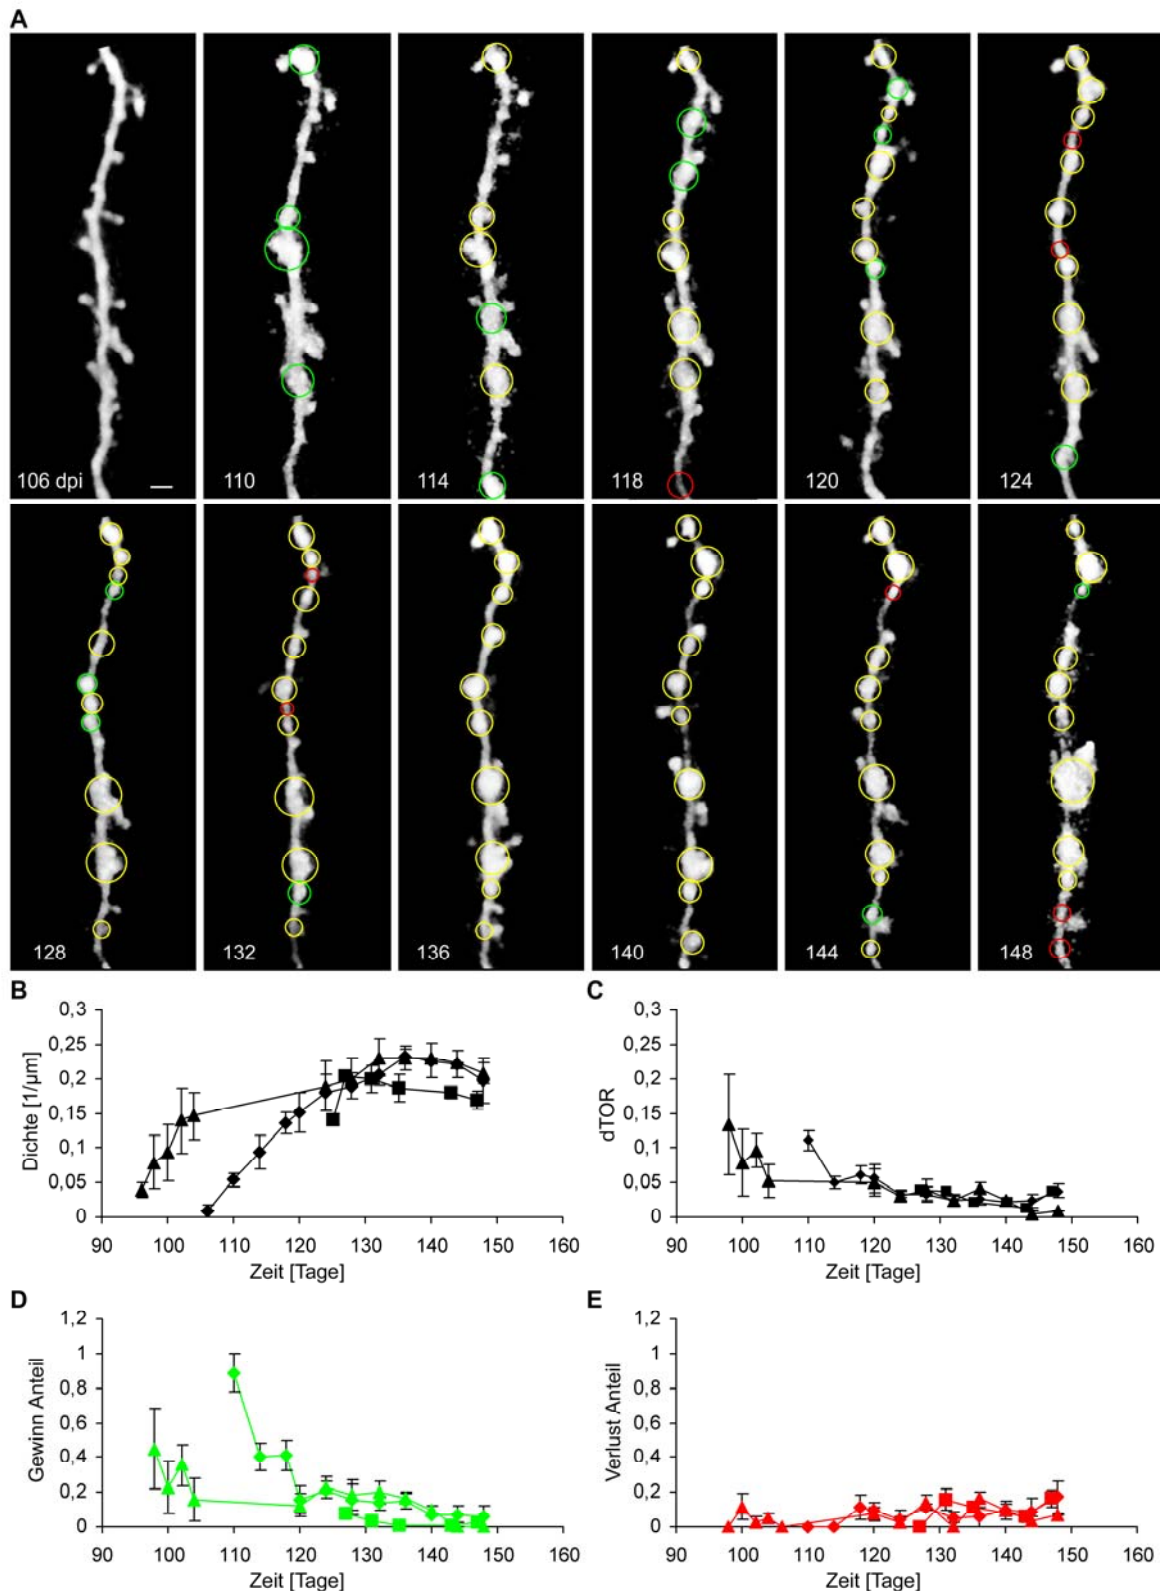 A
106 dpi
110
114
118
120
124
128
132
136
140
144
148
B
0,3
0,25
0,2
0,15
0,1
0,05
0
Dichte [1/µm]
90 100 110 120 130 140 150 160
Zeit [Tage]
C
0,3
0,25
0,2
0,15
0,1
0,05
0
dTOR
90 100 110 120 130 140 150 160
Zeit [Tage]
D
1,2
1
0,8
0,6
0,4
0,2
0
Gewinn Anteil
90 100 110 120 130 140 150 160
Zeit [Tage]
E
1,2
1
0,8
0,6
0,4
0,2
0
Verlust Anteil
90 100 110 120 130 140 150 160
Zeit [Tage]